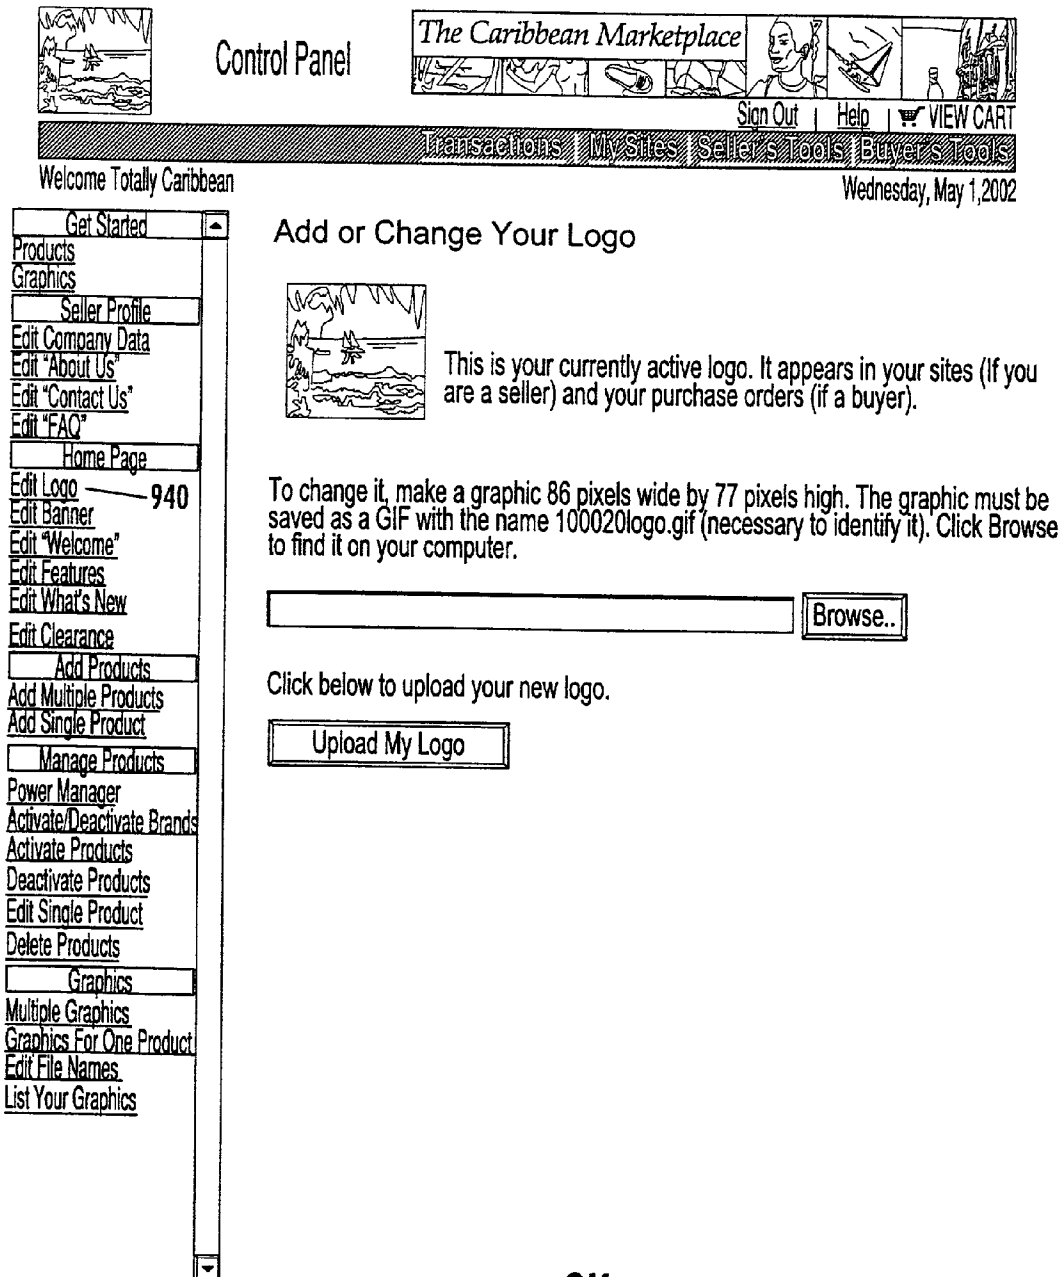 Control Panel
The Caribbean Marketplace
Sign Out | Help | VIEW CART
Transactions | My Sites | Seller's Tools | Buyer's Tools
Welcome Totally Caribbean
Wednesday, May 1,2002
Get Started
Products
Graphics
Seller Profile
Edit Company Data
Edit "About Us"
Edit "Contact Us"
Edit "FAQ"
Home Page
Edit Logo
940
Edit Banner
Edit "Welcome"
Edit Features
Edit What's New
Edit Clearance
Add Products
Add Multiple Products
Add Single Product
Manage Products
Power Manager
Activate/Deactivate Brands
Activate Products
Deactivate Products
Edit Single Product
Delete Products
Graphics
Multiple Graphics
Graphics For One Product
Edit File Names
List Your Graphics
Add or Change Your Logo
This is your currently active logo. It appears in your sites (If you
are a seller) and your purchase orders (if a buyer).
To change it, make a graphic 86 pixels wide by 77 pixels high. The graphic must be
saved as a GIF with the name 100020logo.gif (necessary to identify it). Click Browse
to find it on your computer.
Browse..
Click below to upload your new logo.
Upload My Logo